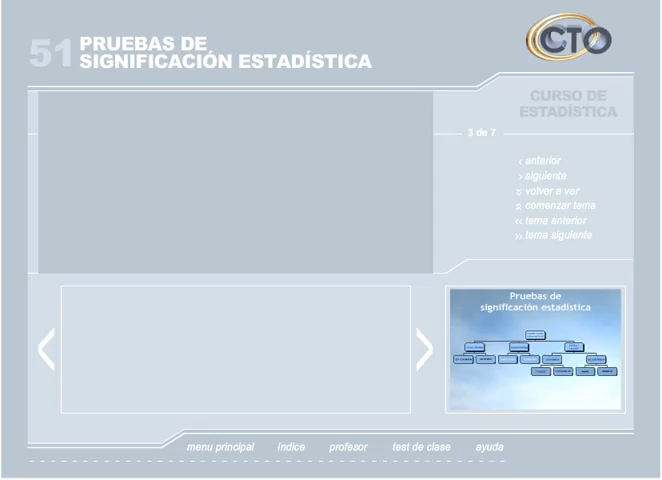 51
PRUEBAS DE
SIGNIFICACIÓN ESTADÍSTICA
CTO
CURSO DE
ESTADÍSTICA
3 de 7
‹ anterior
› siguiente
volver a ver
comenzar tema
‹‹ tema anterior
›› tema siguiente
Pruebas de
significación estadistica
menu principal índice profesor test de clase ayuda